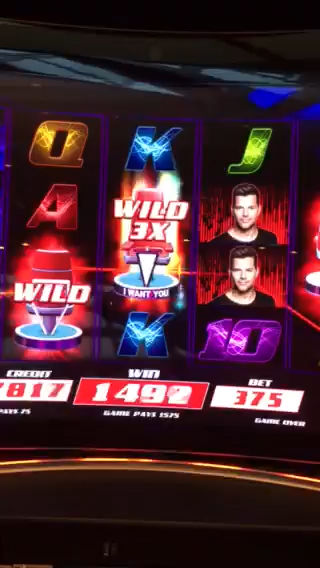 Q K J
A WILD
3X
WILD I WANT YOU
K 10
CREDIT WIN BET
7817 1492 375
PAYS 75 GAME PAYS 1575 GAME OVER